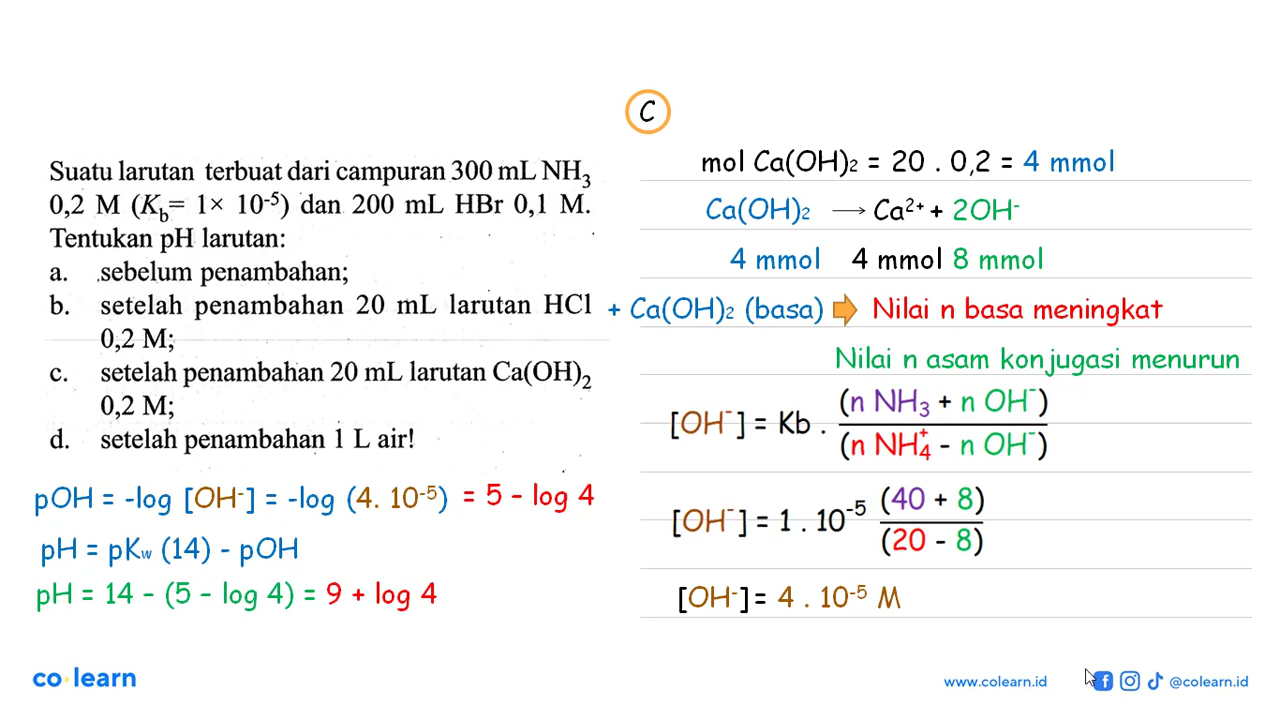 Suatu larutan terbuat dari campuran 300 mL NH₃
0,2 M (K_b= 1× 10⁻⁵) dan 200 mL HBr 0,1 M.
Tentukan pH larutan:
a. sebelum penambahan;
b. setelah penambahan 20 mL larutan HCl
0,2 M;
c. setelah penambahan 20 mL larutan Ca(OH)₂
0,2 M;
d. setelah penambahan 1 L air!
pOH = -log [OH⁻] = -log (4. 10⁻⁵) = 5 - log 4
pH = pKw (14) - pOH
pH = 14 - (5 - log 4) = 9 + log 4
C
mol Ca(OH)₂ = 20 . 0,2 = 4 mmol
Ca(OH)₂ → Ca²⁺ + 2OH⁻
4 mmol 4 mmol 8 mmol
+ Ca(OH)₂ (basa) ➡ Nilai n basa meningkat
Nilai n asam konjugasi menurun
[OH⁻] = Kb . (n NH₃ + n OH⁻)
(n NH₄⁺ - n OH⁻)
[OH⁻] = 1 . 10⁻⁵ (40 + 8)
(20 - 8)
[OH⁻] = 4 . 10⁻⁵ M
co·learn
www.colearn.id @colearn.id